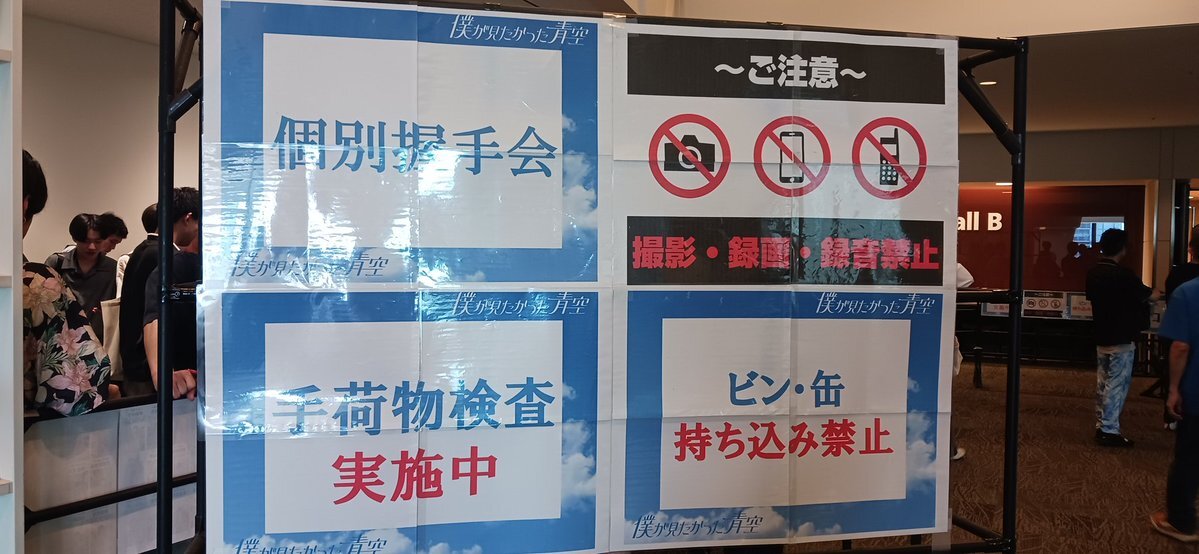 僕が見たかった青空
個別握手会
僕が見たかった青空
～ご注意～
撮影・録画・録音禁止
僕が見たかった青空
手荷物検査
実施中
僕が見たかった青空
僕が見たかった青空
ビン・缶
持ち込み禁止
僕が見たかった青空
all B
～ご注意～